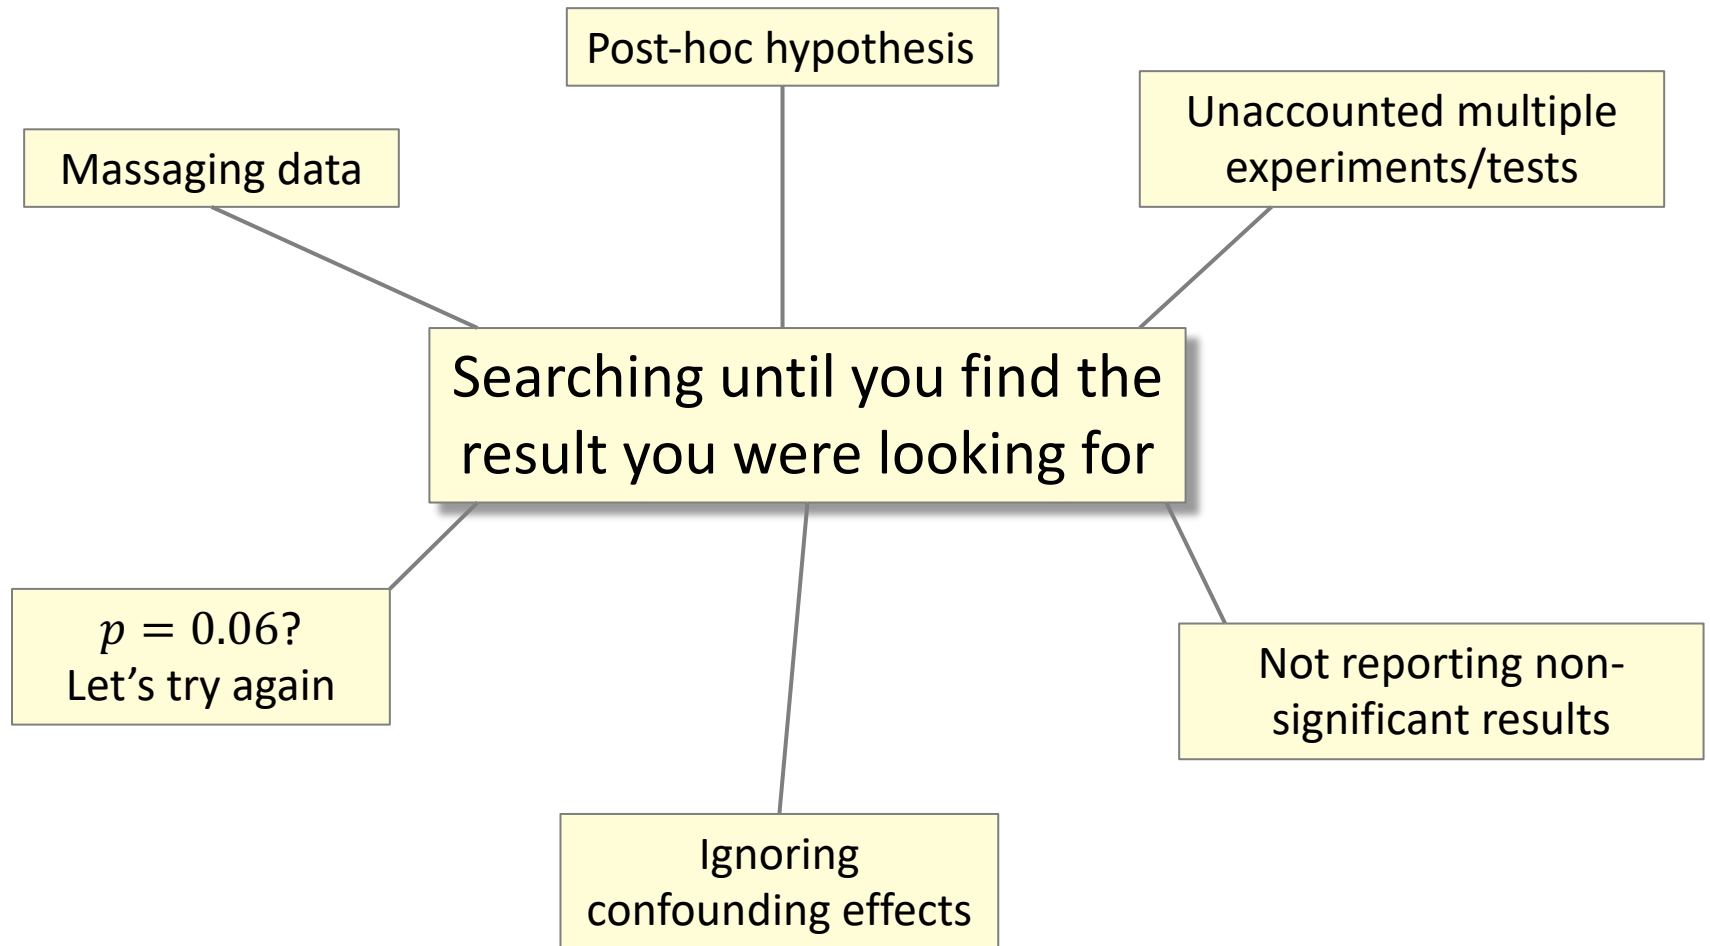 Post-hoc hypothesis
Unaccounted multiple
experiments/tests
Massaging data
Searching until you find the
result you were looking for
p = 0.06?
Let’s try again
Not reporting non-
significant results
Ignoring
confounding effects